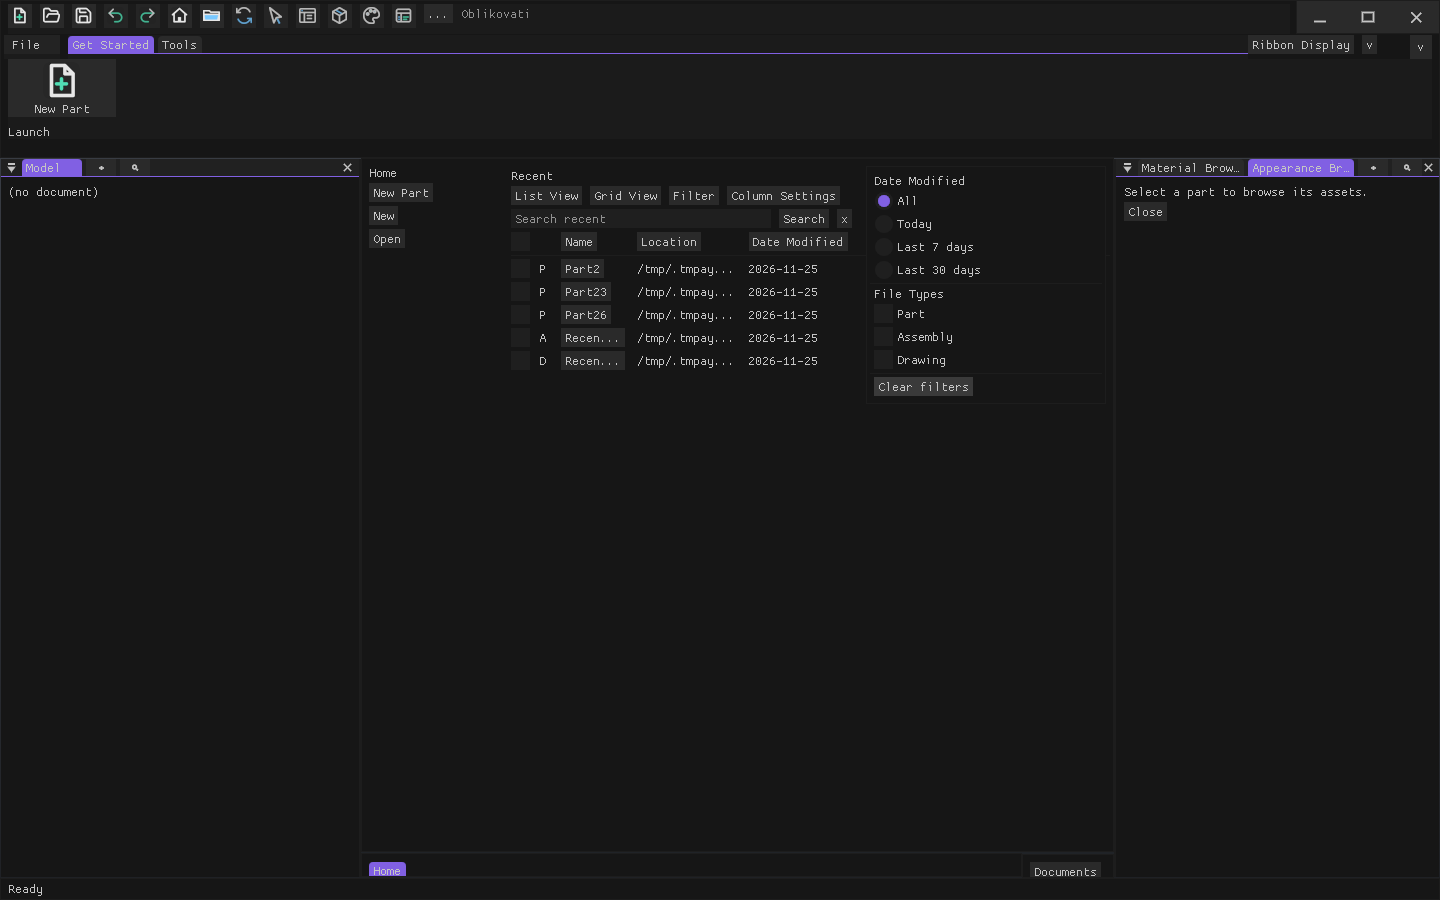 ... Oblikovati
File Get Started Tools Ribbon Display v v
New Part
Launch
Model
(no document)
Home
New Part
New
Open
Recent
List View Grid View Filter Column Settings
Search recent Search x
Name Location Date Modified
P Part2 /tmp/.tmpay... 2026-11-25
P Part23 /tmp/.tmpay... 2026-11-25
P Part26 /tmp/.tmpay... 2026-11-25
A Recen... /tmp/.tmpay... 2026-11-25
D Recen... /tmp/.tmpay... 2026-11-25
Date Modified
All
Today
Last 7 days
Last 30 days
File Types
Part
Assembly
Drawing
Clear filters
Material Brow... Appearance Br...
Select a part to browse its assets.
Close
Home Documents
Ready